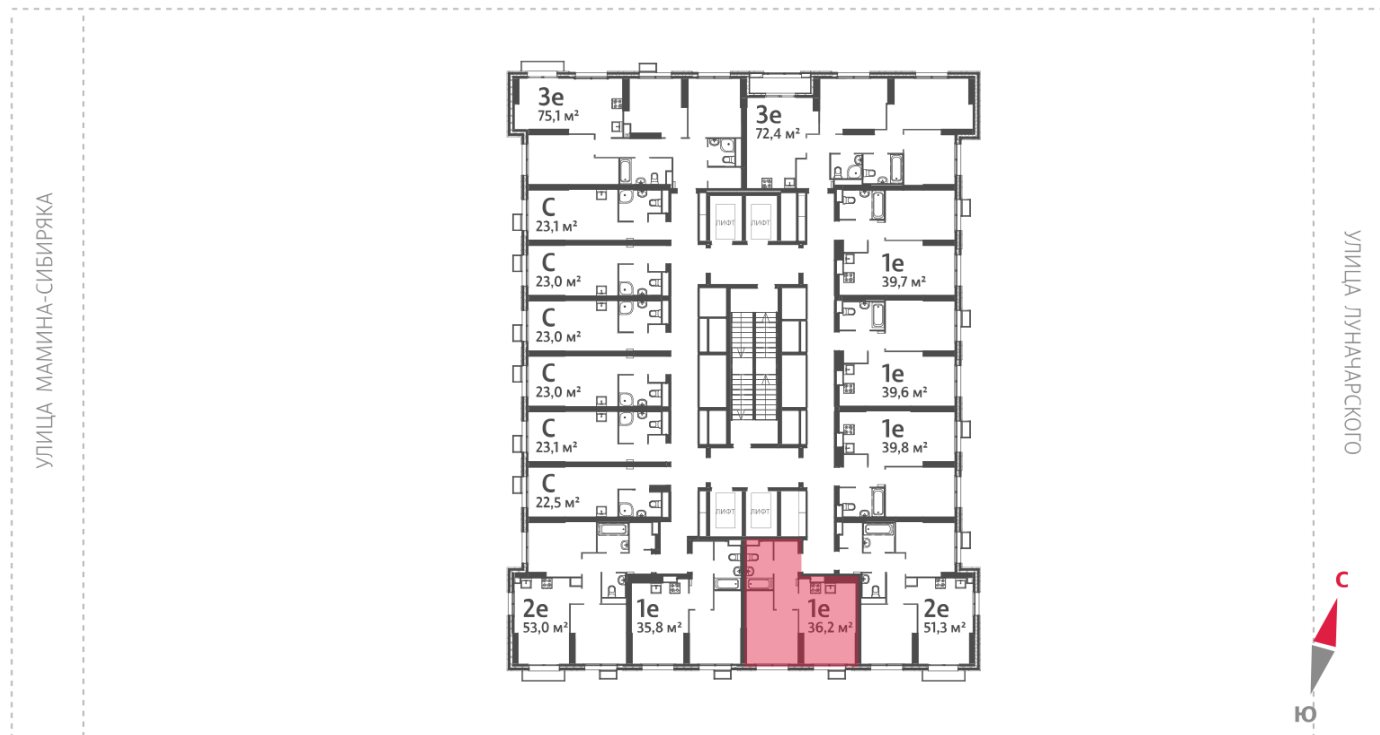 УЛИЦА МАМИНА-СИБИРЯКА
3е
75,1 м²
3е
72,4 м²
С
23,1 м²
ЛИФТ
ЛИФТ
С
23,0 м²
1е
39,7 м²
С
23,0 м²
С
23,0 м²
1е
39,6 м²
С
23,1 м²
1е
39,8 м²
С
22,5 м²
ЛИФТ
ЛИФТ
2е
53,0 м²
1е
35,8 м²
1е
36,2 м²
2е
51,3 м²
УЛИЦА ЛУНАЧАРСКОГО
С
Ю